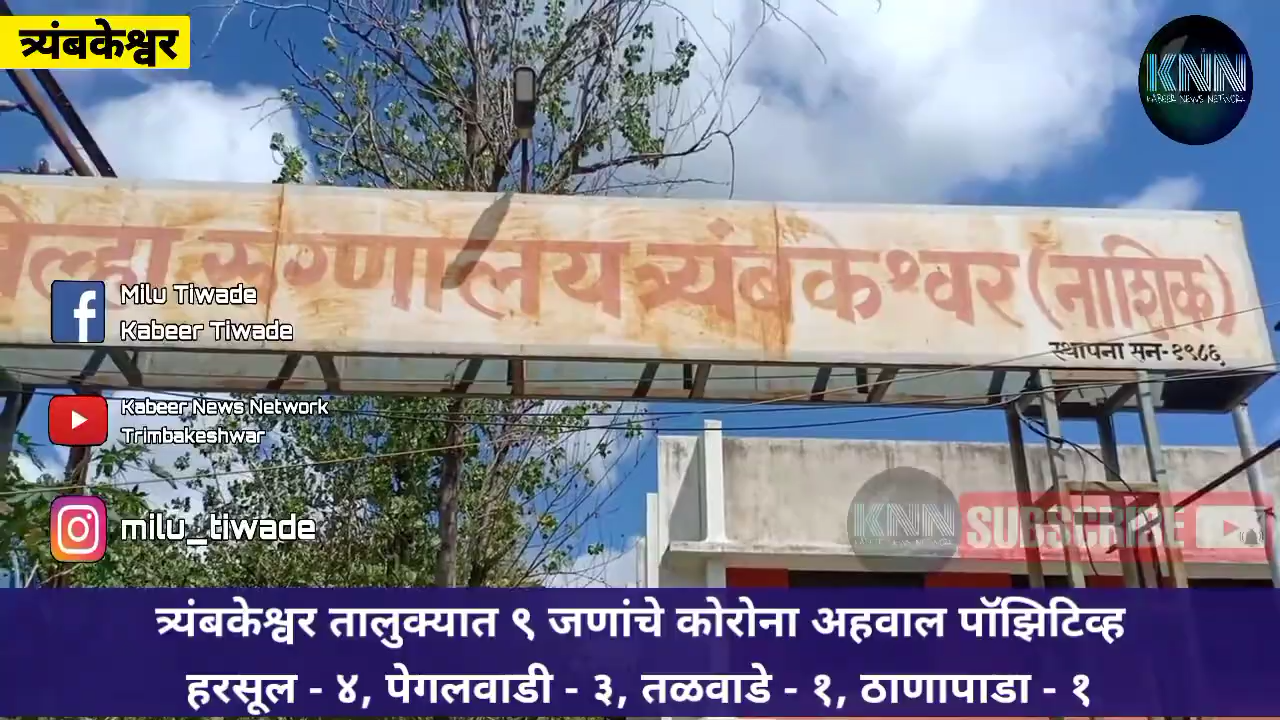 त्र्यंबकेश्वर
KNN
KABEER NEWS NETWORK
जिल्हा रुग्णालय त्र्यंबकेश्वर (नाशिक)
स्थापना सन-१९८६
Milu Tiwade
Kabeer Tiwade
Kabeer News Network
Trimbakeshwar
milu_tiwade
KNN SUBSCRIBE
त्र्यंबकेश्वर तालुक्यात ९ जणांचे कोरोना अहवाल पॉझिटिव्ह
हरसूल - ४, पेगलवाडी - ३, तळवाडे - १, ठाणापाडा - १